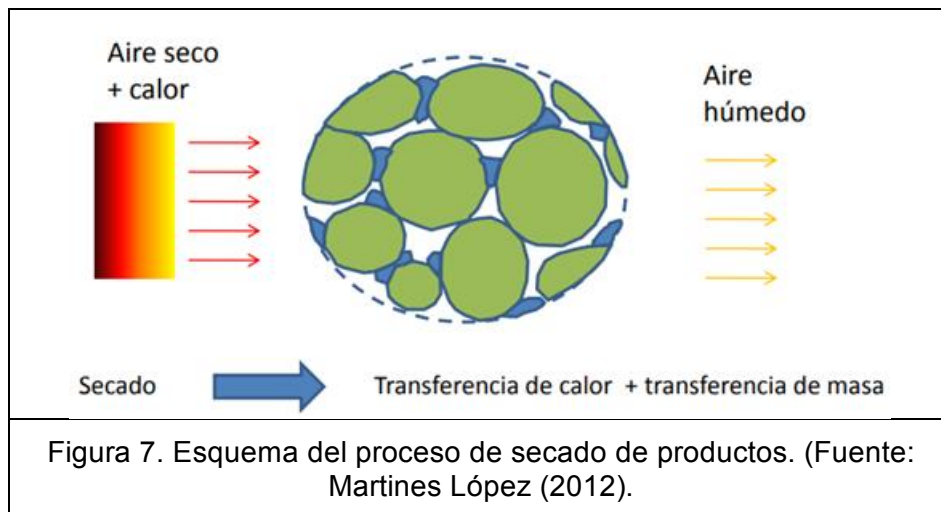 Aire seco
+ calor
Aire
húmedo
Secado
Transferencia de calor + transferencia de masa
Figura 7. Esquema del proceso de secado de productos. (Fuente:
Martines López (2012).